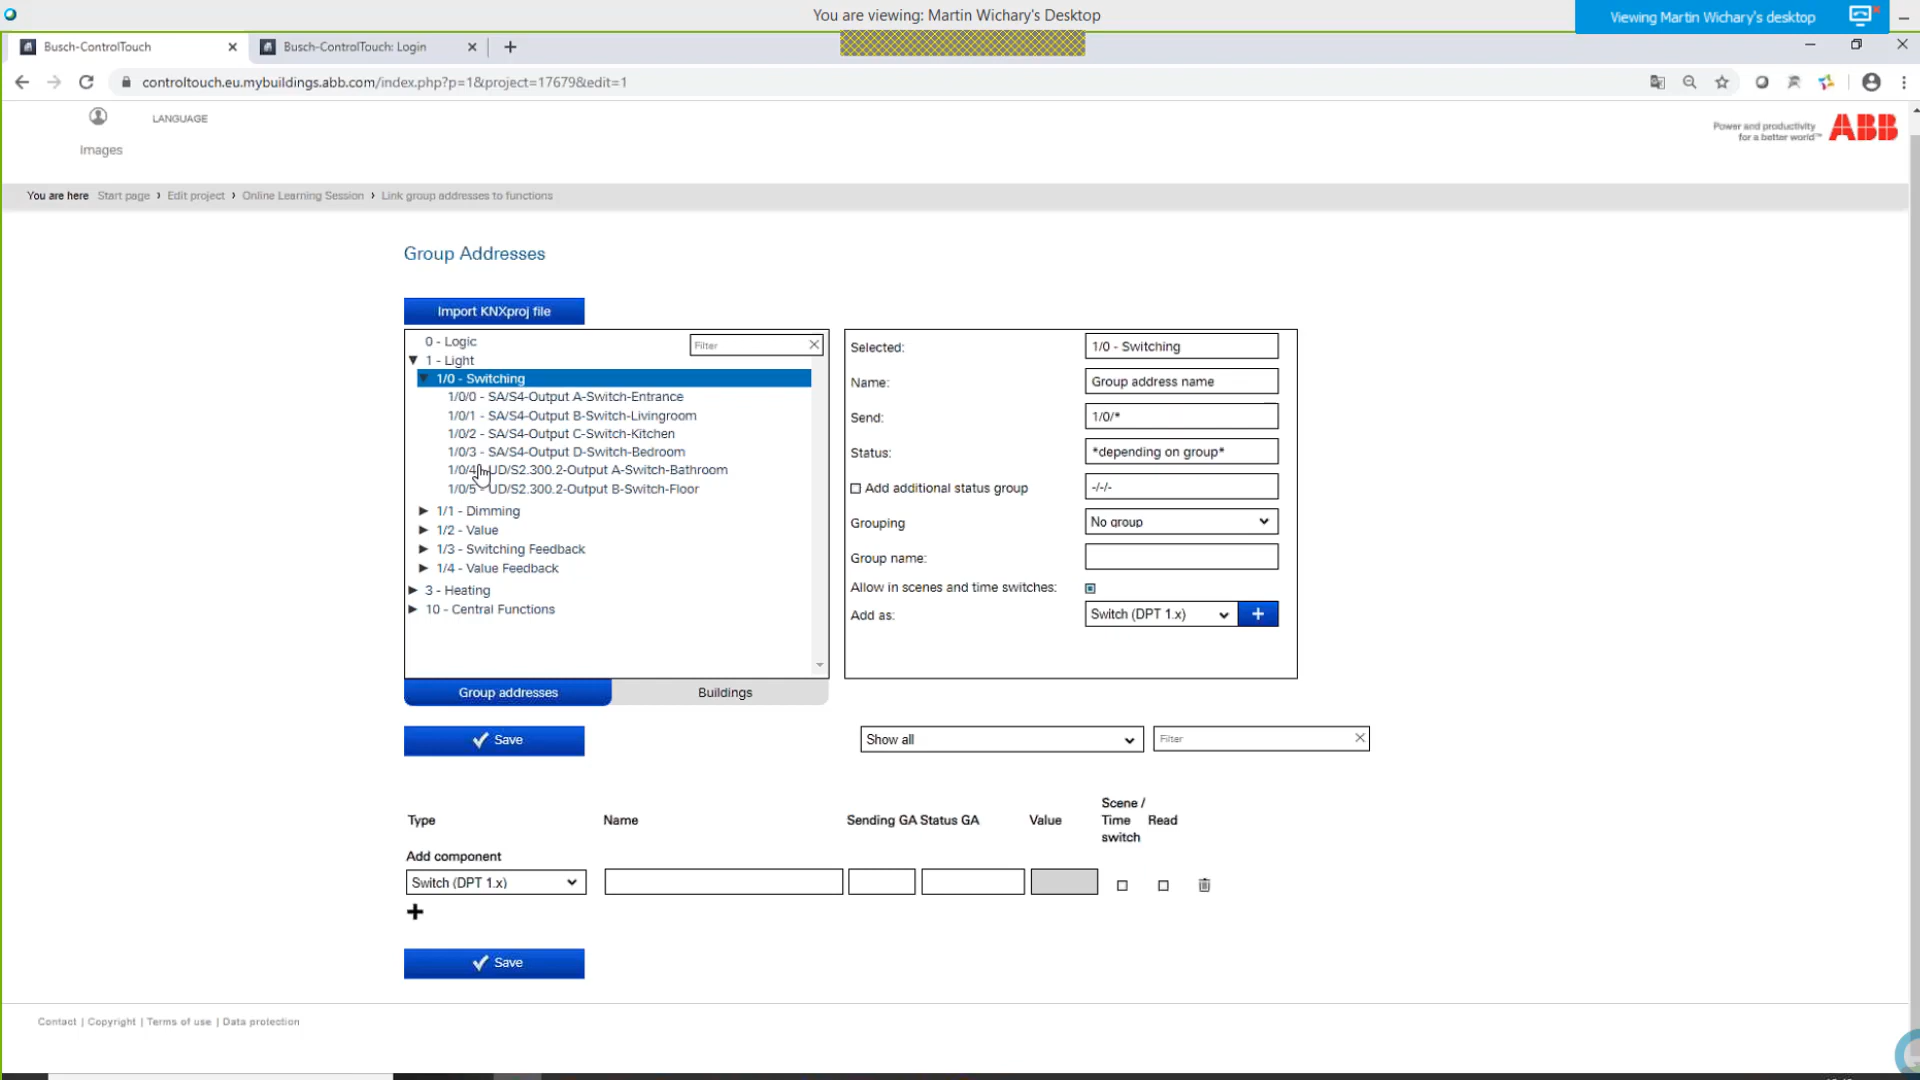 You are viewing: Martin Wichary's Desktop
Viewing Martin Wichary's desktop
Busch-ControlTouch
Busch-ControlTouch: Login
controltouch.eu.mybuildings.abb.com/index.php?p=1&project=17679&edit=1
LANGUAGE
Images
Power and productivity
for a better world™
ABB
You are here Start page › Edit project › Online Learning Session › Link group addresses to functions
Group Addresses
Import KNXproj file
Filter
0 - Logic
1 - Light
1/0 - Switching
1/0/0 - SA/S4-Output A-Switch-Entrance
1/0/1 - SA/S4-Output B-Switch-Livingroom
1/0/2 - SA/S4-Output C-Switch-Kitchen
1/0/3 - SA/S4-Output D-Switch-Bedroom
1/0/4 - UD/S2.300.2-Output A-Switch-Bathroom
1/0/5 - UD/S2.300.2-Output B-Switch-Floor
1/1 - Dimming
1/2 - Value
1/3 - Switching Feedback
1/4 - Value Feedback
3 - Heating
10 - Central Functions
Group addresses
Buildings
Selected: 1/0 - Switching
Name: Group address name
Send: 1/0/*
Status: *depending on group*
Add additional status group -/-/-
Grouping No group
Group name:
Allow in scenes and time switches:
Add as: Switch (DPT 1.x) +
Save
Show all
Filter
Type Name Sending GA Status GA Value Scene / Time switch Read
Add component
Switch (DPT 1.x)
Save
Contact | Copyright | Terms of use | Data protection